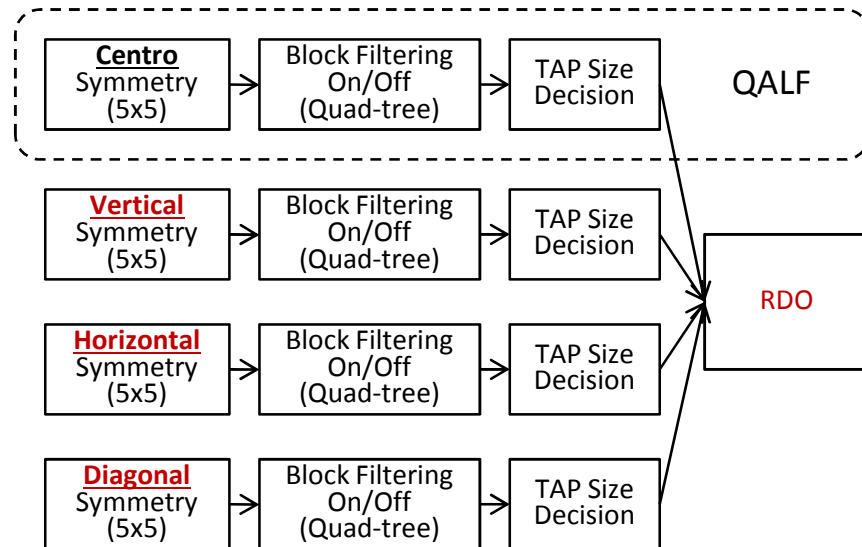 Centro
Symmetry
(5x5)
Block Filtering
On/Off
(Quad-tree)
TAP Size
Decision
QALF
Vertical
Symmetry
(5x5)
Block Filtering
On/Off
(Quad-tree)
TAP Size
Decision
RDO
Horizontal
Symmetry
(5x5)
Block Filtering
On/Off
(Quad-tree)
TAP Size
Decision
Diagonal
Symmetry
(5x5)
Block Filtering
On/Off
(Quad-tree)
TAP Size
Decision